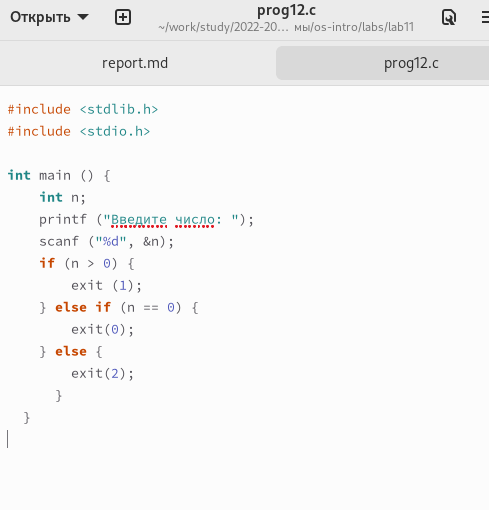 Открыть
prog12.c
~/work/study/2022-20... мы/os-intro/labs/lab11
report.md
prog12.c
#include <stdlib.h>
#include <stdio.h>
int main () {
    int n;
    printf ("Введите число: ");
    scanf ("%d", &n);
    if (n > 0) {
        exit (1);
    } else if (n == 0) {
        exit(0);
    } else {
        exit(2);
      }
  }